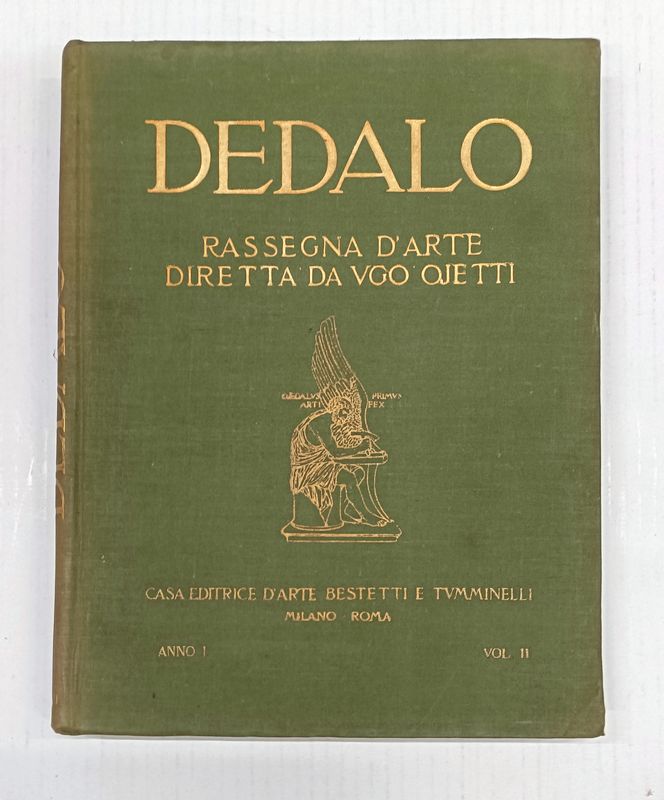 DEDALO
RASSEGNA D'ARTE
DIRETTA DA VGO OJETTI
DÆDALVS PRIMVS
ARTI FEX
CASA EDITRICE D'ARTE BESTETTI E TVMMINELLI
MILANO - ROMA
ANNO I VOL II
DEDALO